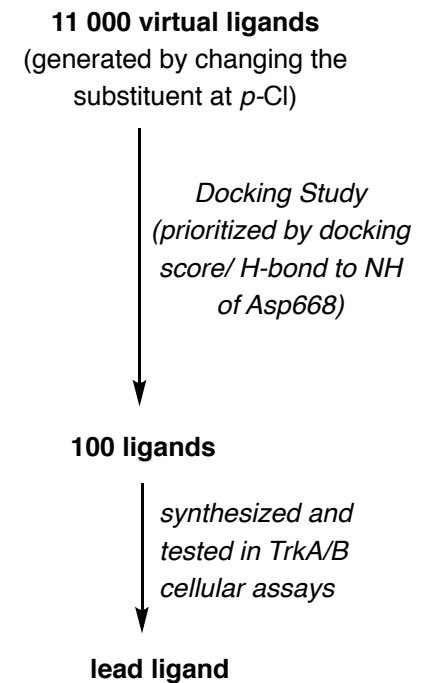 11 000 virtual ligands
(generated by changing the
substituent at p-Cl)
Docking Study
(prioritized by docking
score/ H-bond to NH
of Asp668)
100 ligands
synthesized and
tested in TrkA/B
cellular assays
lead ligand